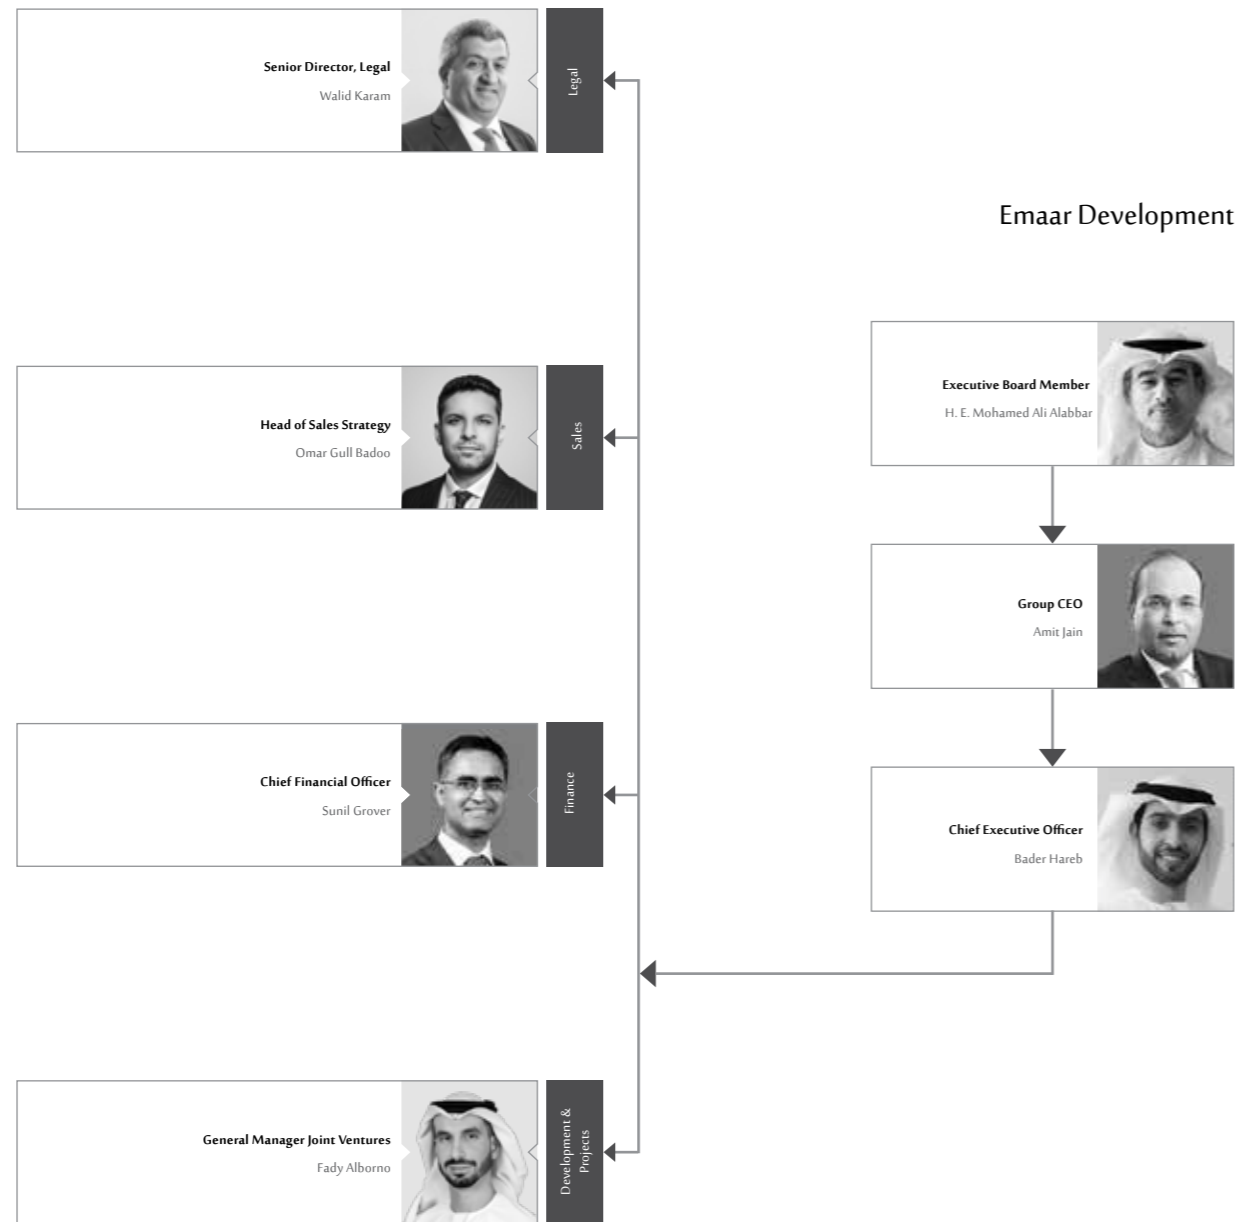 Emaar Development
Executive Board Member
H. E. Mohamed Ali Alabbar
Group CEO
Amit Jain
Chief Executive Officer
Bader Hareb
Legal
Senior Director, Legal
Walid Karam
Sales
Head of Sales Strategy
Omar Gull Badoo
Finance
Chief Financial Officer
Sunil Grover
Development &
Projects
General Manager Joint Ventures
Fady Alborno